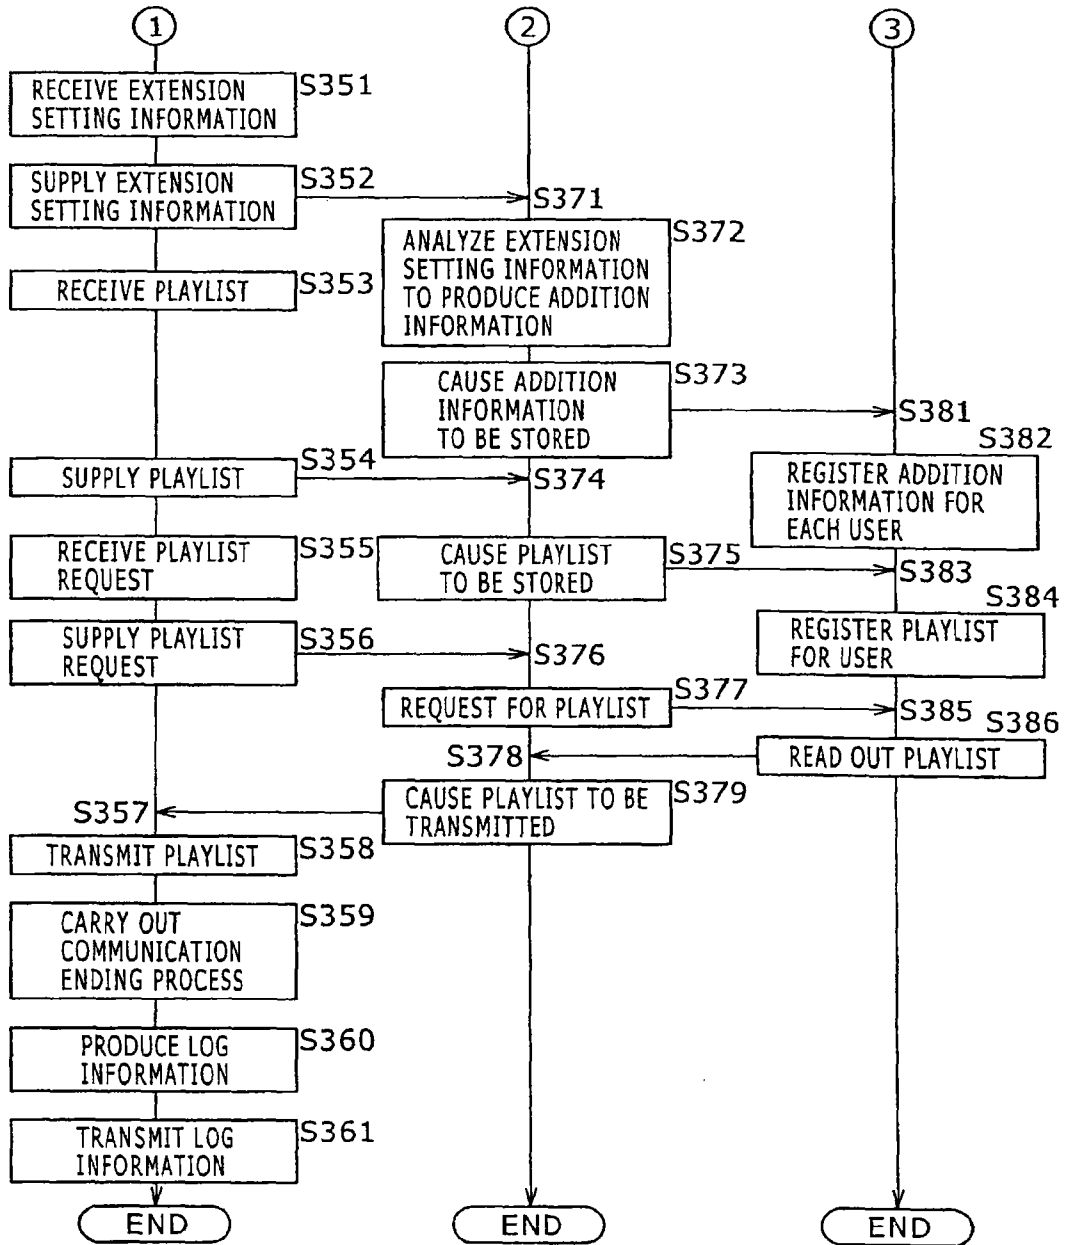 1
2
3
RECEIVE EXTENSION
SETTING INFORMATION
S351
SUPPLY EXTENSION
SETTING INFORMATION
S352
S371
ANALYZE EXTENSION
SETTING INFORMATION
TO PRODUCE ADDITION
INFORMATION
S372
RECEIVE PLAYLIST
S353
CAUSE ADDITION
INFORMATION
TO BE STORED
S373
S381
S382
REGISTER ADDITION
INFORMATION FOR
EACH USER
SUPPLY PLAYLIST
S354
S374
RECEIVE PLAYLIST
REQUEST
S355
CAUSE PLAYLIST
TO BE STORED
S375
S383
S384
REGISTER PLAYLIST
FOR USER
SUPPLY PLAYLIST
REQUEST
S356
S376
REQUEST FOR PLAYLIST
S377
S385
S386
READ OUT PLAYLIST
S378
CAUSE PLAYLIST TO BE
TRANSMITTED
S379
S357
TRANSMIT PLAYLIST
S358
CARRY OUT
COMMUNICATION
ENDING PROCESS
S359
PRODUCE LOG
INFORMATION
S360
TRANSMIT LOG
INFORMATION
S361
END
END
END